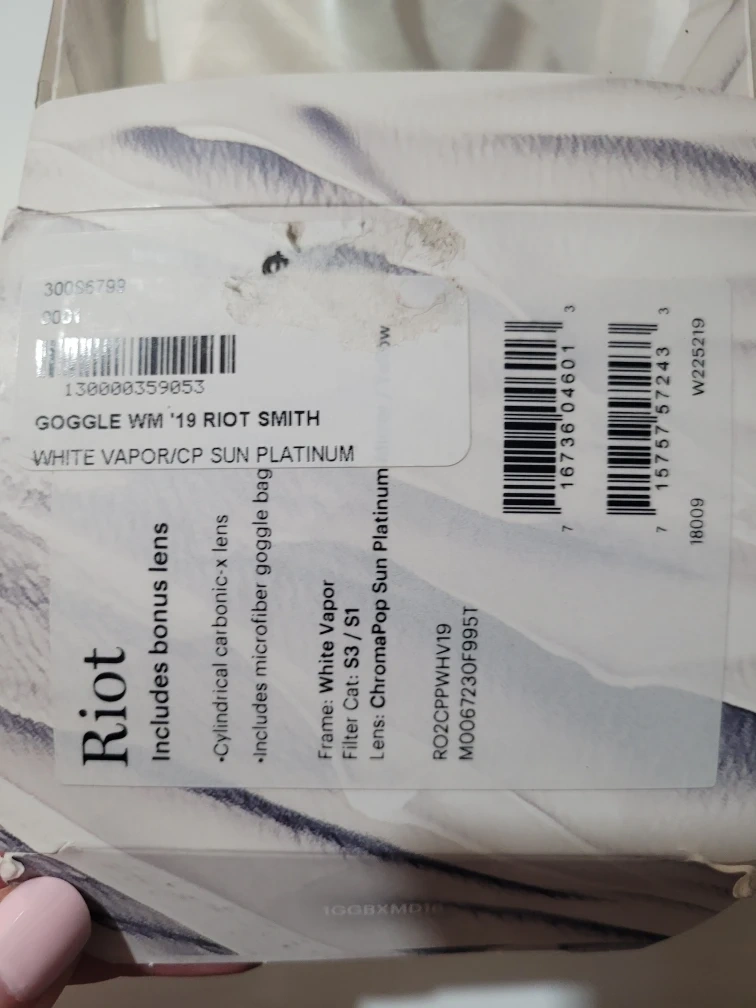 30096799
0001
130000359053
GOGGLE WM '19 RIOT SMITH
WHITE VAPOR/CP SUN PLATINUM
Riot
Includes bonus lens
•Cylindrical carbonic-x lens
•Includes microfiber goggle bag
Frame: White Vapor
Filter Cat: S3 / S1
Lens: ChromaPop Sun Platinum
RO2CPPWHV19
M0067230F995T
7 16736 04601 3
7 15757 57243 3
18009 W225219